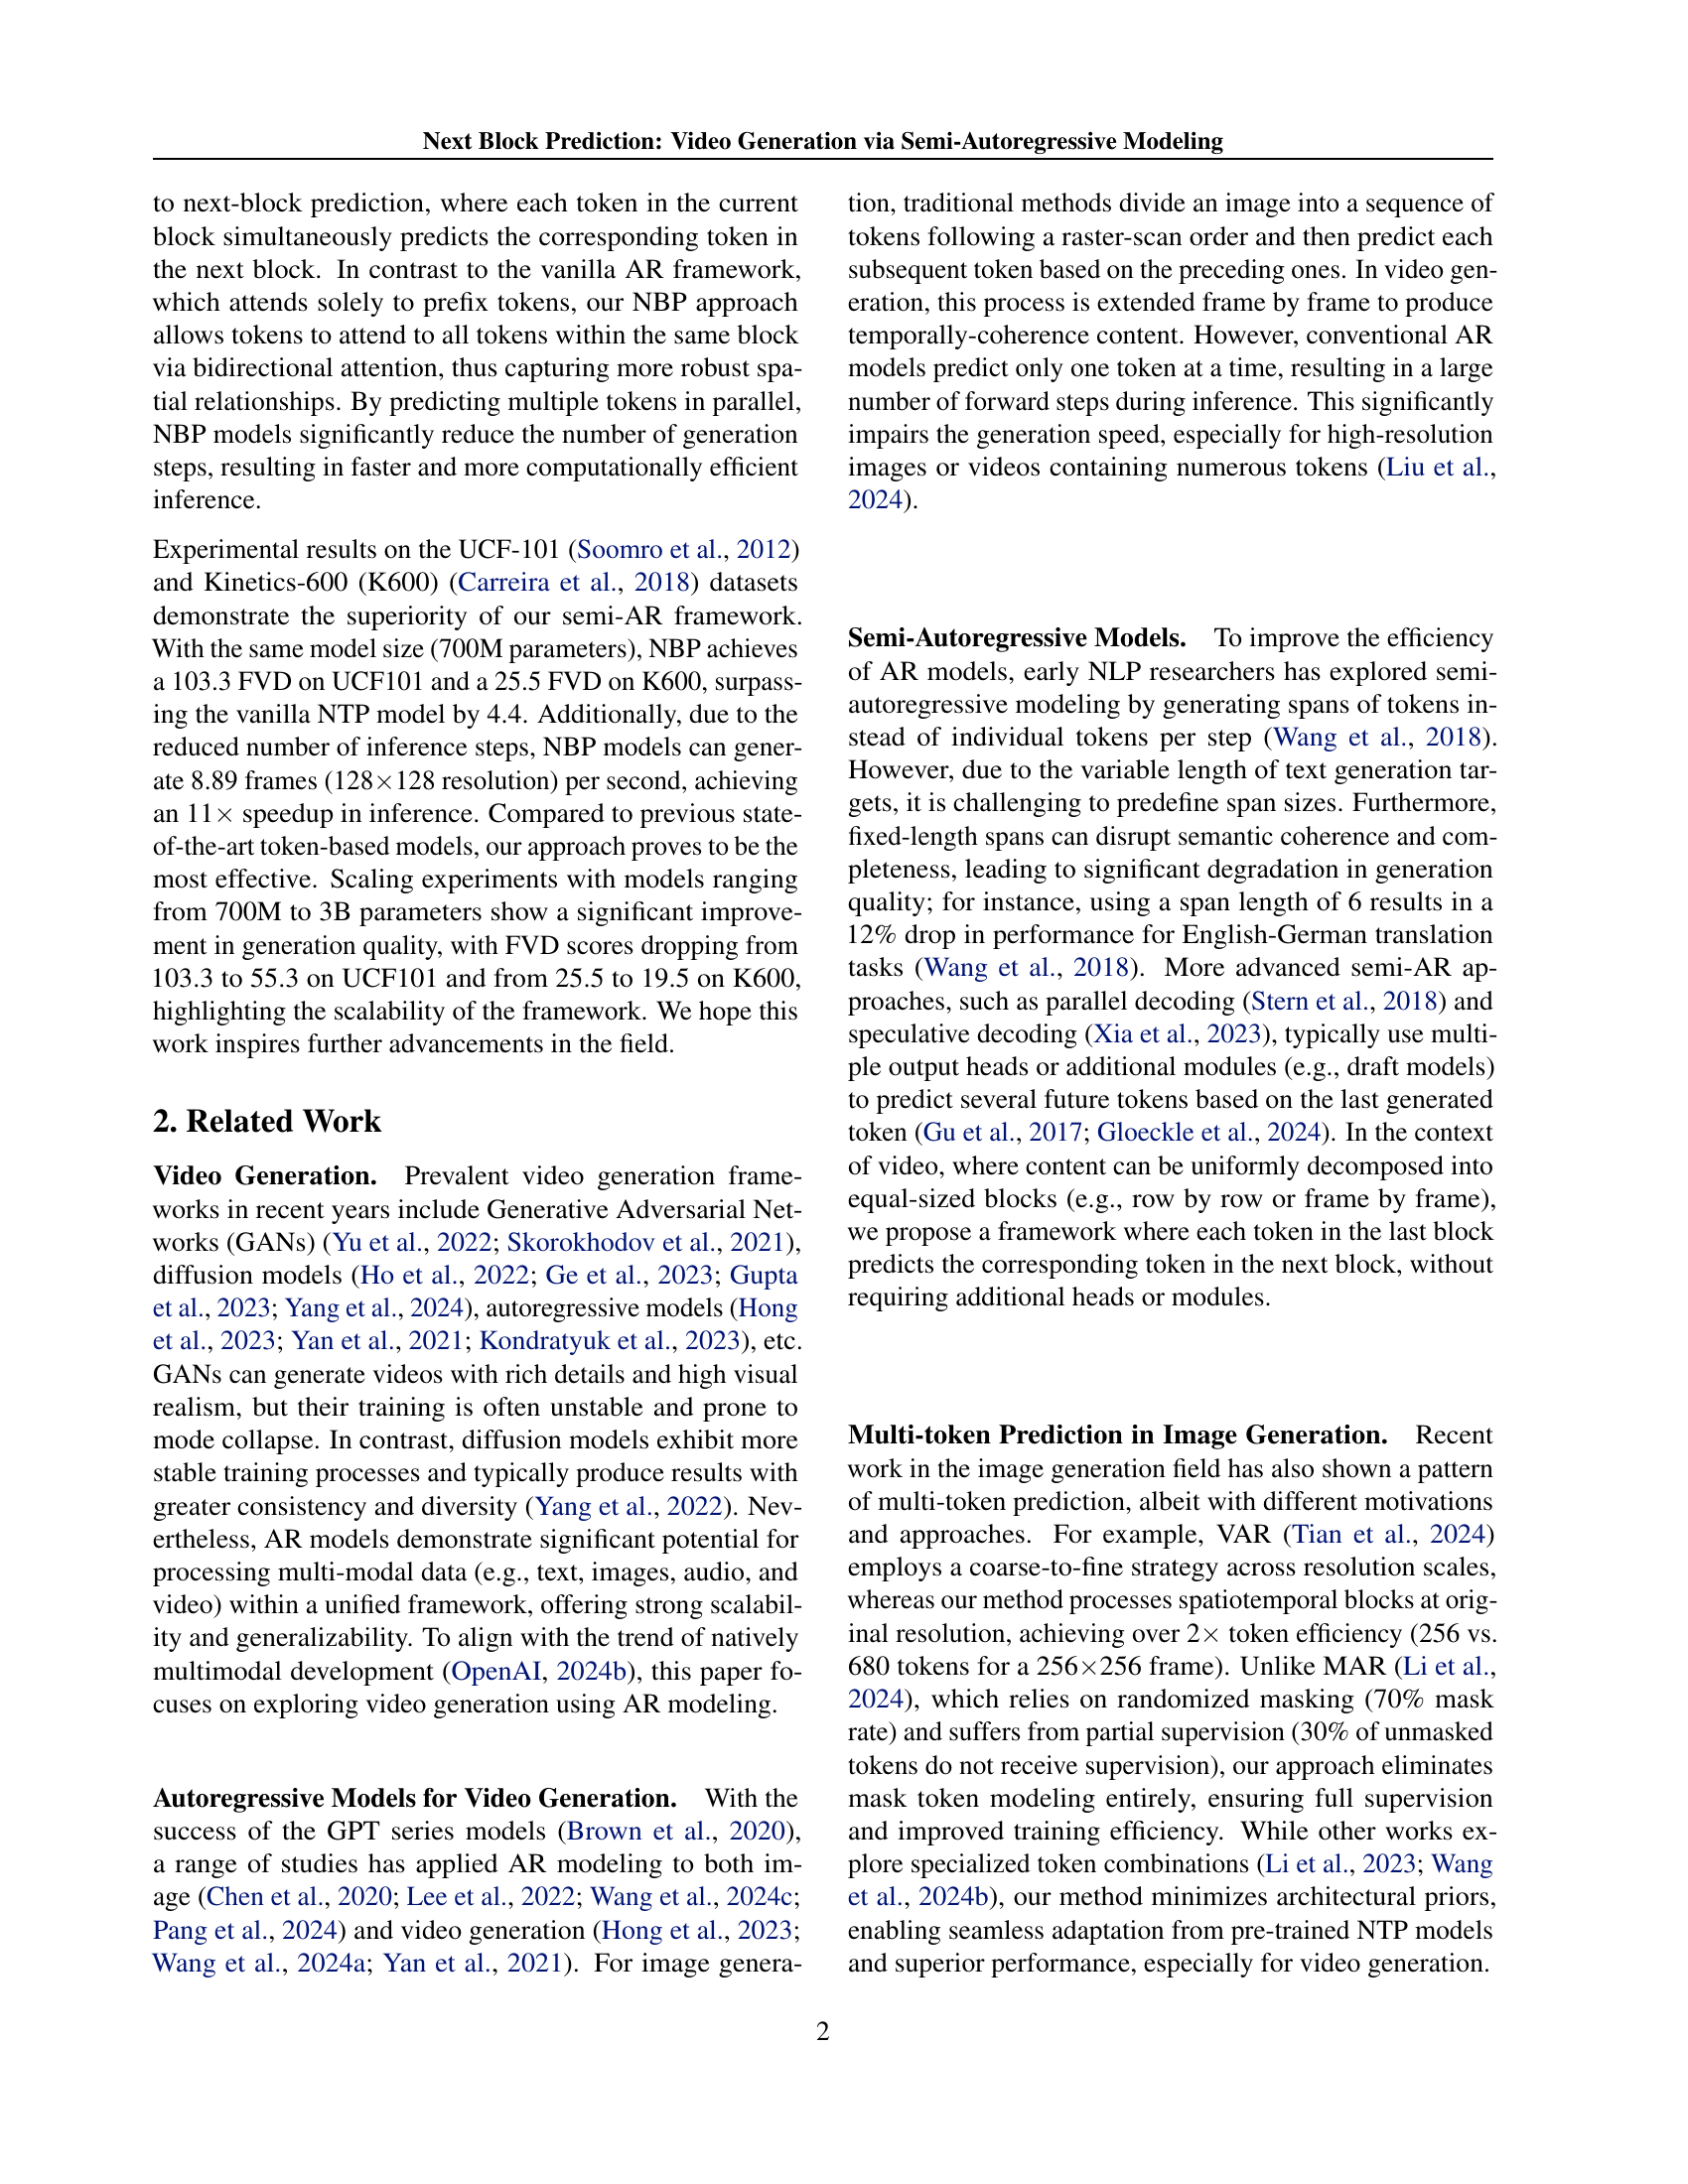 Next Block Prediction: Video Generation via Semi-Autoregressive Modeling
to next-block prediction, where each token in the current
block simultaneously predicts the corresponding token in
the next block. In contrast to the vanilla AR framework,
which attends solely to prefix tokens, our NBP approach
allows tokens to attend to all tokens within the same block
via bidirectional attention, thus capturing more robust spa-
tial relationships. By predicting multiple tokens in parallel,
NBP models significantly reduce the number of generation
steps, resulting in faster and more computationally efficient
inference.
Experimental results on the UCF-101 (Soomro et al., 2012)
and Kinetics-600 (K600) (Carreira et al., 2018) datasets
demonstrate the superiority of our semi-AR framework.
With the same model size (700M parameters), NBP achieves
a 103.3 FVD on UCF101 and a 25.5 FVD on K600, surpass-
ing the vanilla NTP model by 4.4. Additionally, due to the
reduced number of inference steps, NBP models can gener-
ate 8.89 frames (128×128 resolution) per second, achieving
an 11× speedup in inference. Compared to previous state-
of-the-art token-based models, our approach proves to be the
most effective. Scaling experiments with models ranging
from 700M to 3B parameters show a significant improve-
ment in generation quality, with FVD scores dropping from
103.3 to 55.3 on UCF101 and from 25.5 to 19.5 on K600,
highlighting the scalability of the framework. We hope this
work inspires further advancements in the field.
2. Related Work
Video Generation. Prevalent video generation frame-
works in recent years include Generative Adversarial Net-
works (GANs) (Yu et al., 2022; Skorokhodov et al., 2021),
diffusion models (Ho et al., 2022; Ge et al., 2023; Gupta
et al., 2023; Yang et al., 2024), autoregressive models (Hong
et al., 2023; Yan et al., 2021; Kondratyuk et al., 2023), etc.
GANs can generate videos with rich details and high visual
realism, but their training is often unstable and prone to
mode collapse. In contrast, diffusion models exhibit more
stable training processes and typically produce results with
greater consistency and diversity (Yang et al., 2022). Nev-
ertheless, AR models demonstrate significant potential for
processing multi-modal data (e.g., text, images, audio, and
video) within a unified framework, offering strong scalabil-
ity and generalizability. To align with the trend of natively
multimodal development (OpenAI, 2024b), this paper fo-
cuses on exploring video generation using AR modeling.
Autoregressive Models for Video Generation. With the
success of the GPT series models (Brown et al., 2020),
a range of studies has applied AR modeling to both im-
age (Chen et al., 2020; Lee et al., 2022; Wang et al., 2024c;
Pang et al., 2024) and video generation (Hong et al., 2023;
Wang et al., 2024a; Yan et al., 2021). For image genera-
tion, traditional methods divide an image into a sequence of
tokens following a raster-scan order and then predict each
subsequent token based on the preceding ones. In video gen-
eration, this process is extended frame by frame to produce
temporally-coherence content. However, conventional AR
models predict only one token at a time, resulting in a large
number of forward steps during inference. This significantly
impairs the generation speed, especially for high-resolution
images or videos containing numerous tokens (Liu et al.,
2024).
Semi-Autoregressive Models. To improve the efficiency
of AR models, early NLP researchers has explored semi-
autoregressive modeling by generating spans of tokens in-
stead of individual tokens per step (Wang et al., 2018).
However, due to the variable length of text generation tar-
gets, it is challenging to predefine span sizes. Furthermore,
fixed-length spans can disrupt semantic coherence and com-
pleteness, leading to significant degradation in generation
quality; for instance, using a span length of 6 results in a
12% drop in performance for English-German translation
tasks (Wang et al., 2018). More advanced semi-AR ap-
proaches, such as parallel decoding (Stern et al., 2018) and
speculative decoding (Xia et al., 2023), typically use multi-
ple output heads or additional modules (e.g., draft models)
to predict several future tokens based on the last generated
token (Gu et al., 2017; Gloeckle et al., 2024). In the context
of video, where content can be uniformly decomposed into
equal-sized blocks (e.g., row by row or frame by frame),
we propose a framework where each token in the last block
predicts the corresponding token in the next block, without
requiring additional heads or modules.
Multi-token Prediction in Image Generation. Recent
work in the image generation field has also shown a pattern
of multi-token prediction, albeit with different motivations
and approaches. For example, VAR (Tian et al., 2024)
employs a coarse-to-fine strategy across resolution scales,
whereas our method processes spatiotemporal blocks at orig-
inal resolution, achieving over 2× token efficiency (256 vs.
680 tokens for a 256×256 frame). Unlike MAR (Li et al.,
2024), which relies on randomized masking (70% mask
rate) and suffers from partial supervision (30% of unmasked
tokens do not receive supervision), our approach eliminates
mask token modeling entirely, ensuring full supervision
and improved training efficiency. While other works ex-
plore specialized token combinations (Li et al., 2023; Wang
et al., 2024b), our method minimizes architectural priors,
enabling seamless adaptation from pre-trained NTP models
and superior performance, especially for video generation.
2